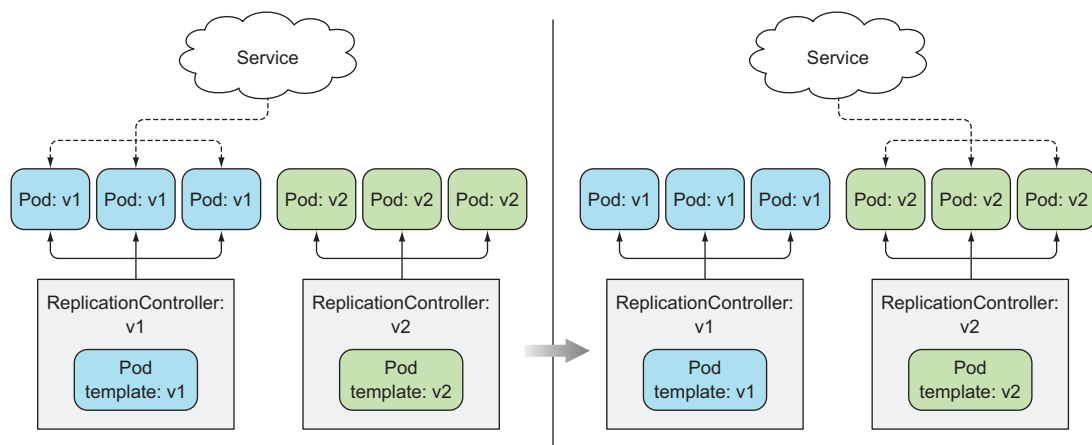 Service
Pod: v1
Pod: v1
Pod: v1
Pod: v2
Pod: v2
Pod: v2
ReplicationController:
v1
Pod
template: v1
ReplicationController:
v2
Pod
template: v2
Service
Pod: v1
Pod: v1
Pod: v1
Pod: v2
Pod: v2
Pod: v2
ReplicationController:
v1
Pod
template: v1
ReplicationController:
v2
Pod
template: v2